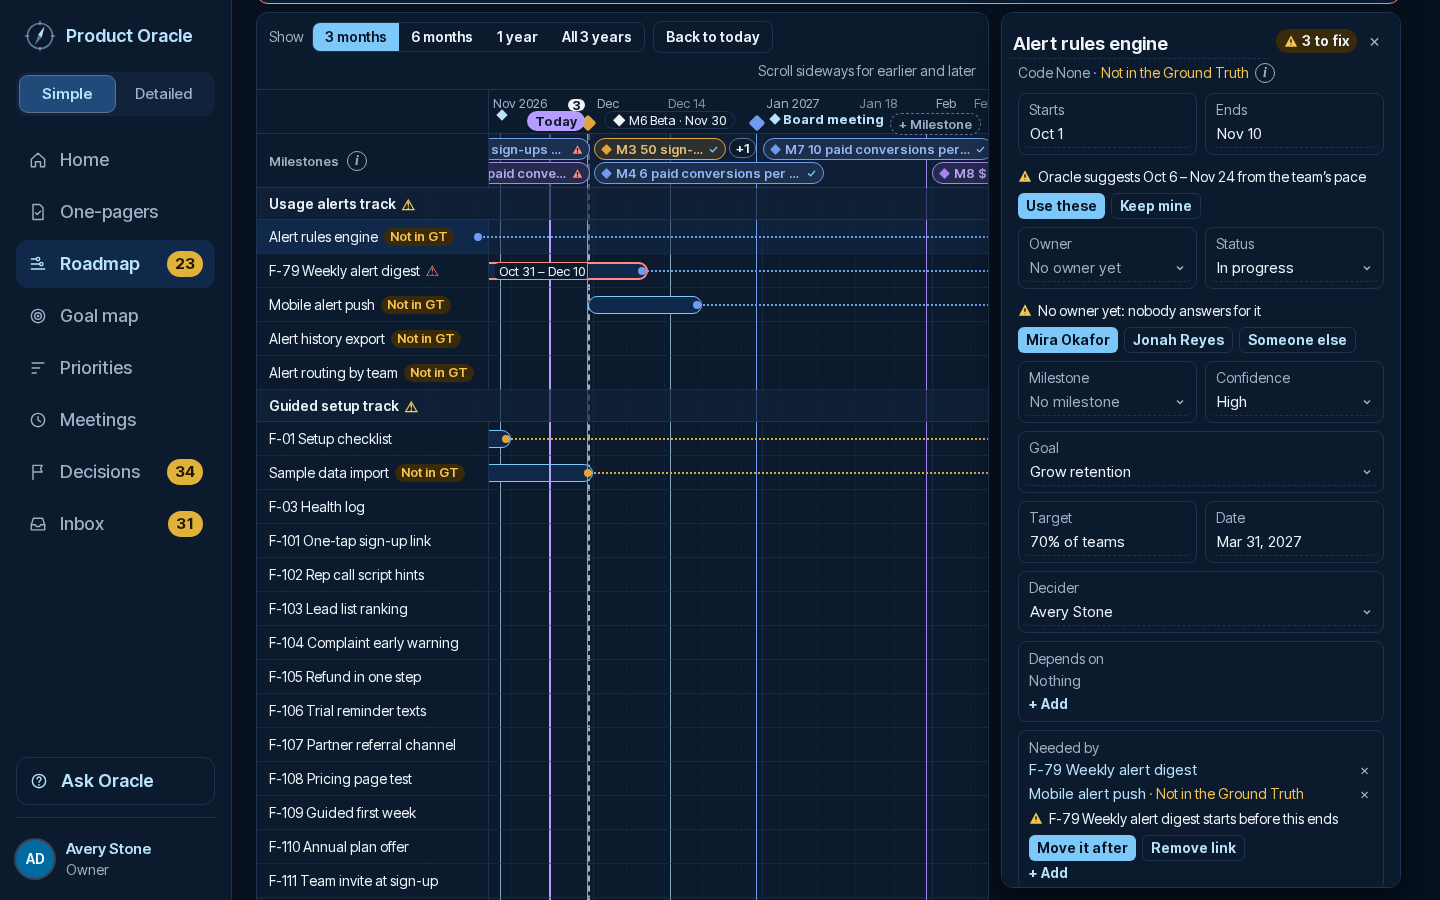 Product Oracle
Simple
Detailed
Home
One-pagers
Roadmap
23
Goal map
Priorities
Meetings
Decisions
34
Inbox
31
Ask Oracle
AD
Avery Stone
Owner
Show
3 months
6 months
1 year
All 3 years
Back to today
Scroll sideways for earlier and later
Nov 2026
3
Dec
Dec 14
Jan 2027
Jan 18
Feb
Fe
Today
M6 Beta · Nov 30
Board meeting
+ Milestone
Milestones
i
sign-ups ...
M3 50 sign-...
+1
M7 10 paid conversions per...
paid conve...
M4 6 paid conversions per ...
M8 $
Usage alerts track
Alert rules engine
Not in GT
F-79 Weekly alert digest
Oct 31 – Dec 10
Mobile alert push
Not in GT
Alert history export
Not in GT
Alert routing by team
Not in GT
Guided setup track
F-01 Setup checklist
Sample data import
Not in GT
F-03 Health log
F-101 One-tap sign-up link
F-102 Rep call script hints
F-103 Lead list ranking
F-104 Complaint early warning
F-105 Refund in one step
F-106 Trial reminder texts
F-107 Partner referral channel
F-108 Pricing page test
F-109 Guided first week
F-110 Annual plan offer
F-111 Team invite at sign-up
Alert rules engine
3 to fix
×
Code None · Not in the Ground Truth
i
Starts
Oct 1
Ends
Nov 10
Oracle suggests Oct 6 – Nov 24 from the team's pace
Use these
Keep mine
Owner
No owner yet
Status
In progress
No owner yet: nobody answers for it
Mira Okafor
Jonah Reyes
Someone else
Milestone
No milestone
Confidence
High
Goal
Grow retention
Target
70% of teams
Date
Mar 31, 2027
Decider
Avery Stone
Depends on
Nothing
+ Add
Needed by
F-79 Weekly alert digest
×
Mobile alert push · Not in the Ground Truth
×
F-79 Weekly alert digest starts before this ends
Move it after
Remove link
+ Add